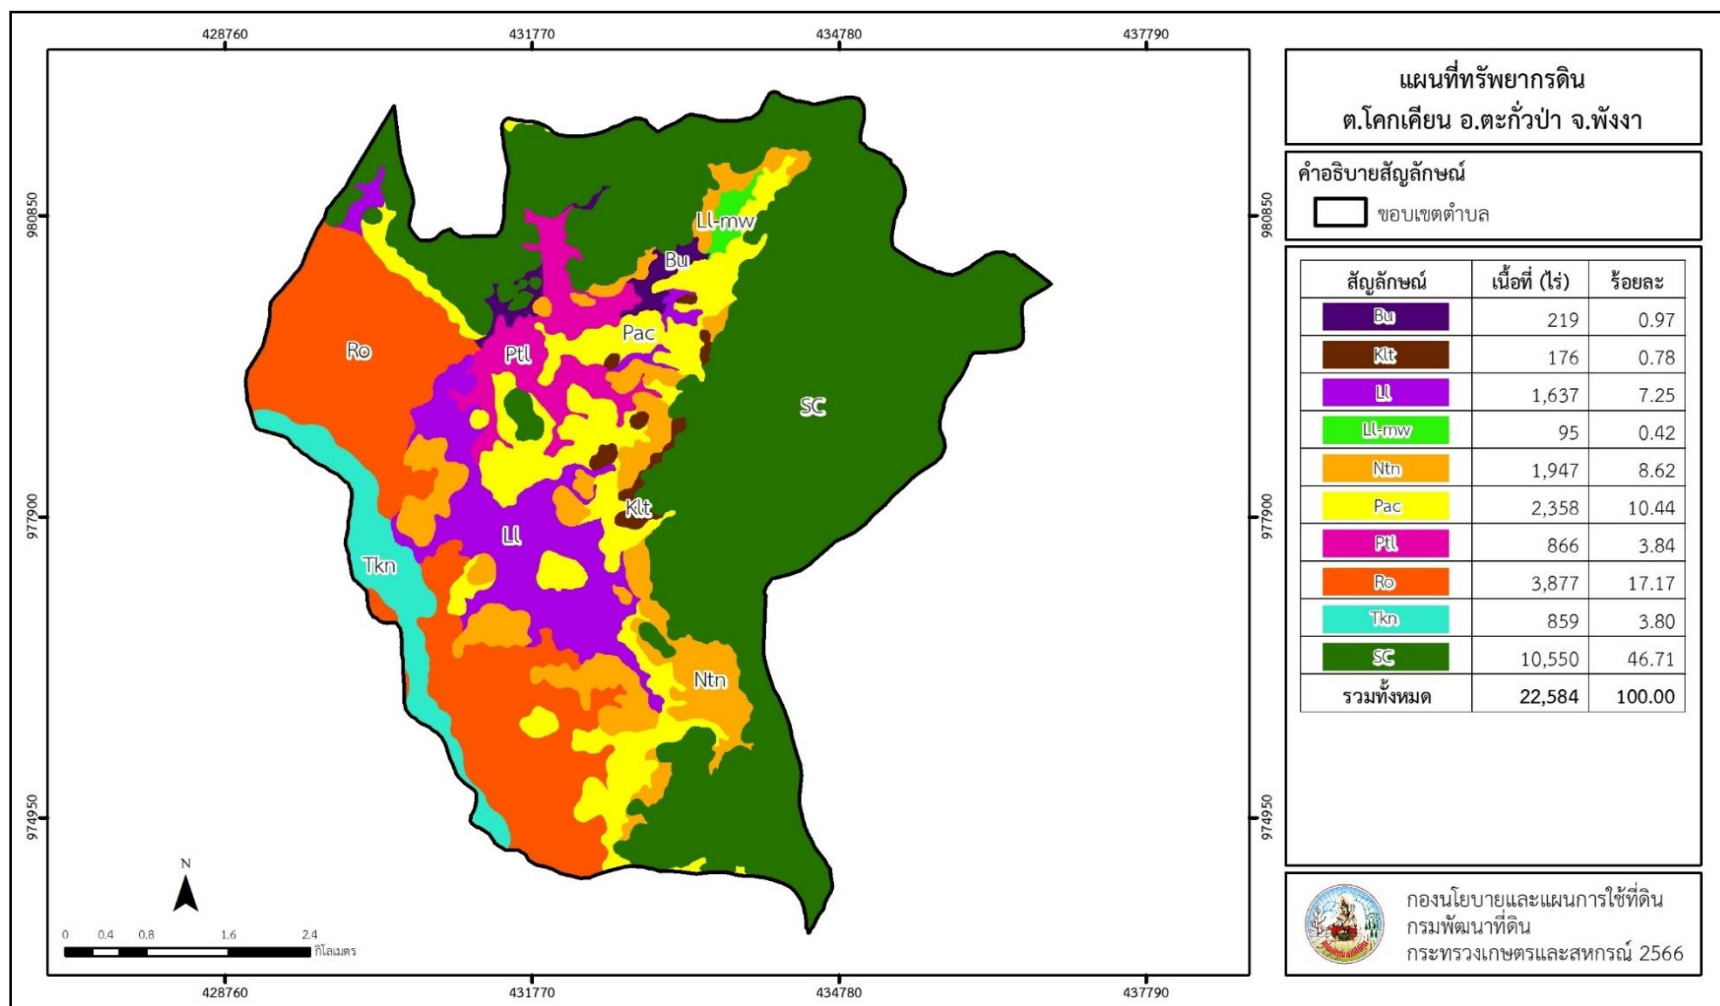 428760 431770 434780 437790
แผนที่ทรัพยากรดิน
ต.โคกเคียน อ.ตะกั่วป่า จ.พังงา
คำอธิบายสัญลักษณ์
ขอบเขตตำบล
สัญลักษณ์ เนื้อที่ (ไร่) ร้อยละ
Bu 219 0.97
Klt 176 0.78
Ll 1,637 7.25
Ll-mw 95 0.42
Ntn 1,947 8.62
Pac 2,358 10.44
Ptl 866 3.84
Ro 3,877 17.17
Tkn 859 3.80
SC 10,550 46.71
รวมทั้งหมด 22,584 100.00
980850 980850
Ll-mw
Bu
Pac
Ro
Ptl
SC
977900 977900
Klt
Ll
Tkn
Ntn
974950 974950
N
0 0.4 0.8 1.6 2.4
กิโลเมตร
428760 431770 434780 437790
กองนโยบายและแผนการใช้ที่ดิน
กรมพัฒนาที่ดิน
กระทรวงเกษตรและสหกรณ์ 2566